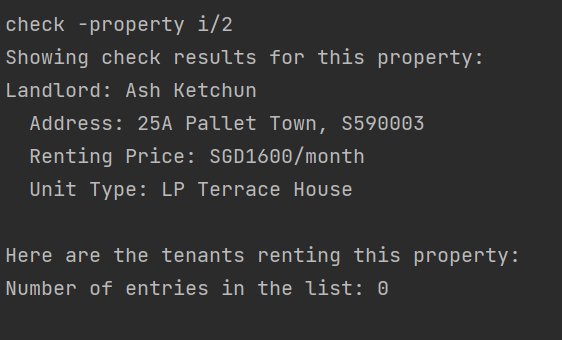 check -property i/2
Showing check results for this property:
Landlord: Ash Ketchun
Address: 25A Pallet Town, S590003
Renting Price: SGD1600/month
Unit Type: LP Terrace House
Here are the tenants renting this property:
Number of entries in the list: 0